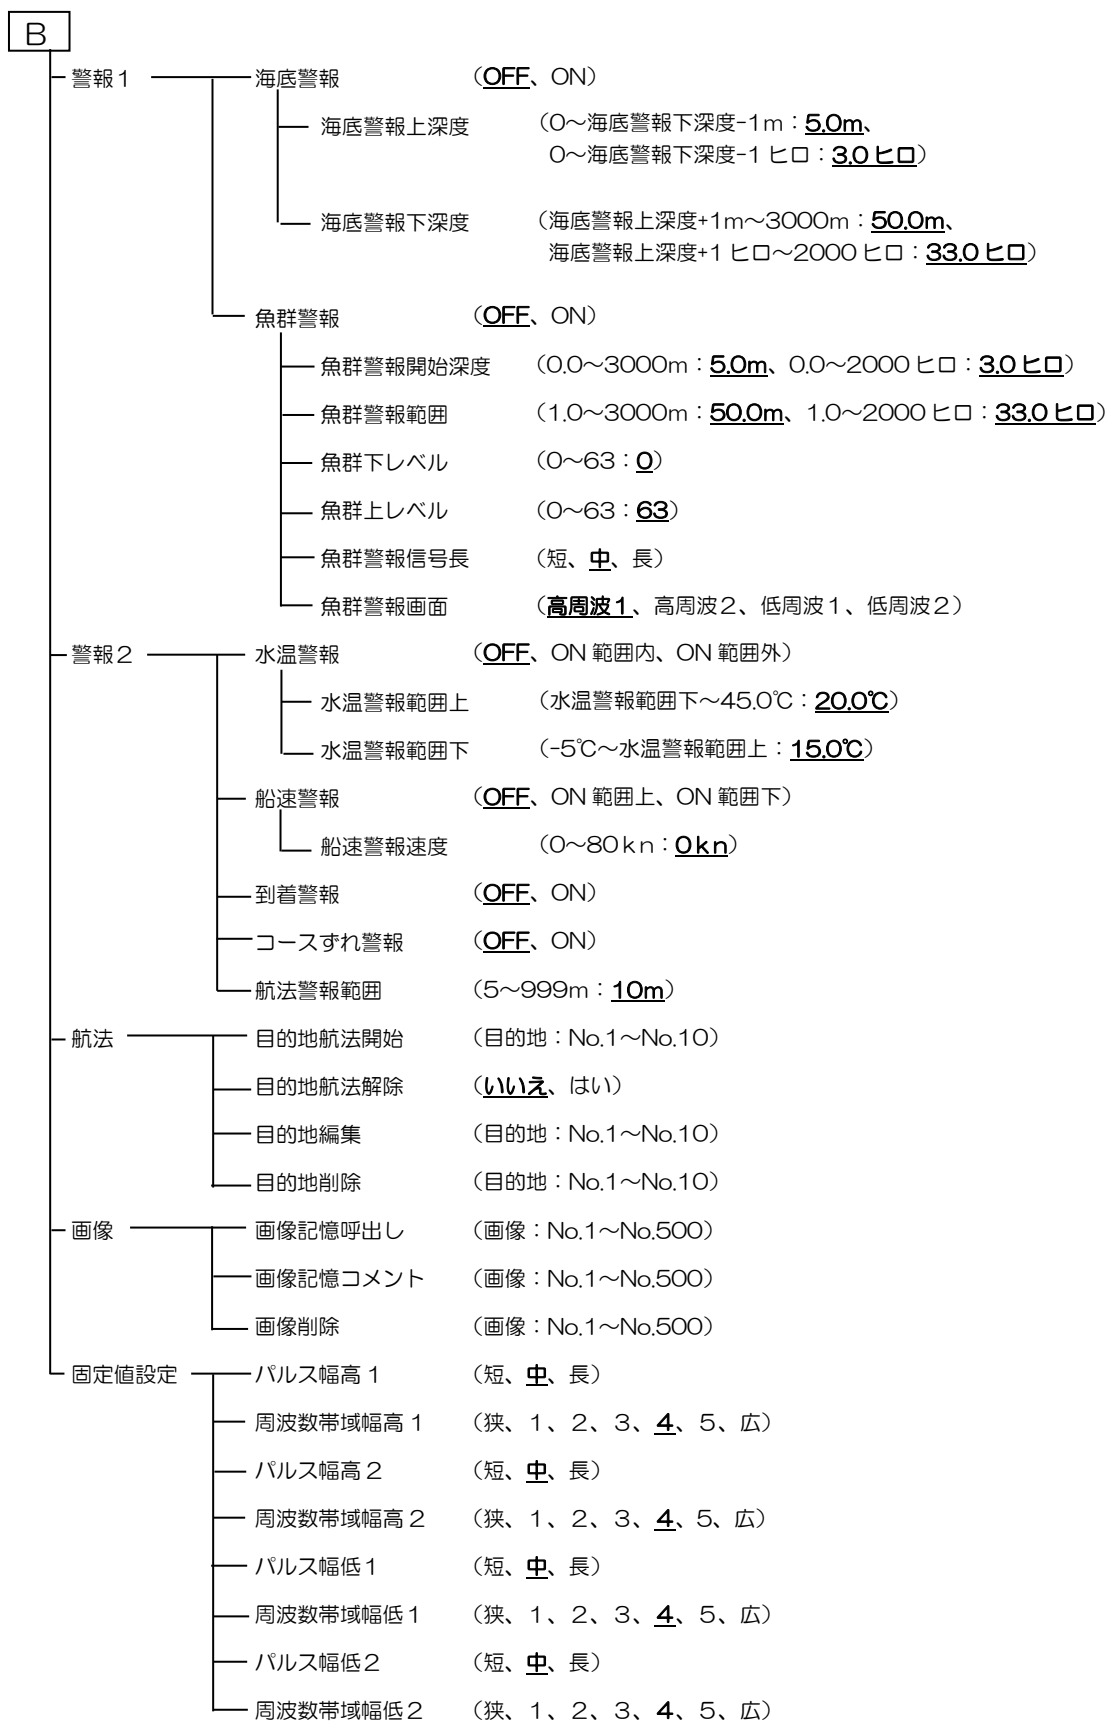 B
警報1 海底警報 (OFF、ON)
海底警報上深度 (0～海底警報下深度-1m：5.0m、
0～海底警報下深度-1ヒロ：3.0ヒロ)
海底警報下深度 (海底警報上深度+1m～3000m：50.0m、
海底警報上深度+1ヒロ～2000ヒロ：33.0ヒロ)
魚群警報 (OFF、ON)
魚群警報開始深度 (0.0～3000m：5.0m、0.0～2000ヒロ：3.0ヒロ)
魚群警報範囲 (1.0～3000m：50.0m、1.0～2000ヒロ：33.0ヒロ)
魚群下レベル (0～63：0)
魚群上レベル (0～63：63)
魚群警報信号長 (短、中、長)
魚群警報画面 (高周波1、高周波2、低周波1、低周波2)
警報2 水温警報 (OFF、ON 範囲内、ON 範囲外)
水温警報範囲上 (水温警報範囲下～45.0℃：20.0℃)
水温警報範囲下 (-5℃～水温警報範囲上：15.0℃)
船速警報 (OFF、ON 範囲上、ON 範囲下)
船速警報速度 (0～80kn：0kn)
到着警報 (OFF、ON)
コースずれ警報 (OFF、ON)
航法警報範囲 (5～999m：10m)
航法 目的地航法開始 (目的地：No.1～No.10)
目的地航法解除 (いいえ、はい)
目的地編集 (目的地：No.1～No.10)
目的地削除 (目的地：No.1～No.10)
画像 画像記憶呼出し (画像：No.1～No.500)
画像記憶コメント (画像：No.1～No.500)
画像削除 (画像：No.1～No.500)
固定値設定 パルス幅高1 (短、中、長)
周波数帯域幅高1 (狭、1、2、3、4、5、広)
パルス幅高2 (短、中、長)
周波数帯域幅高2 (狭、1、2、3、4、5、広)
パルス幅低1 (短、中、長)
周波数帯域幅低1 (狭、1、2、3、4、5、広)
パルス幅低2 (短、中、長)
周波数帯域幅低2 (狭、1、2、3、4、5、広)